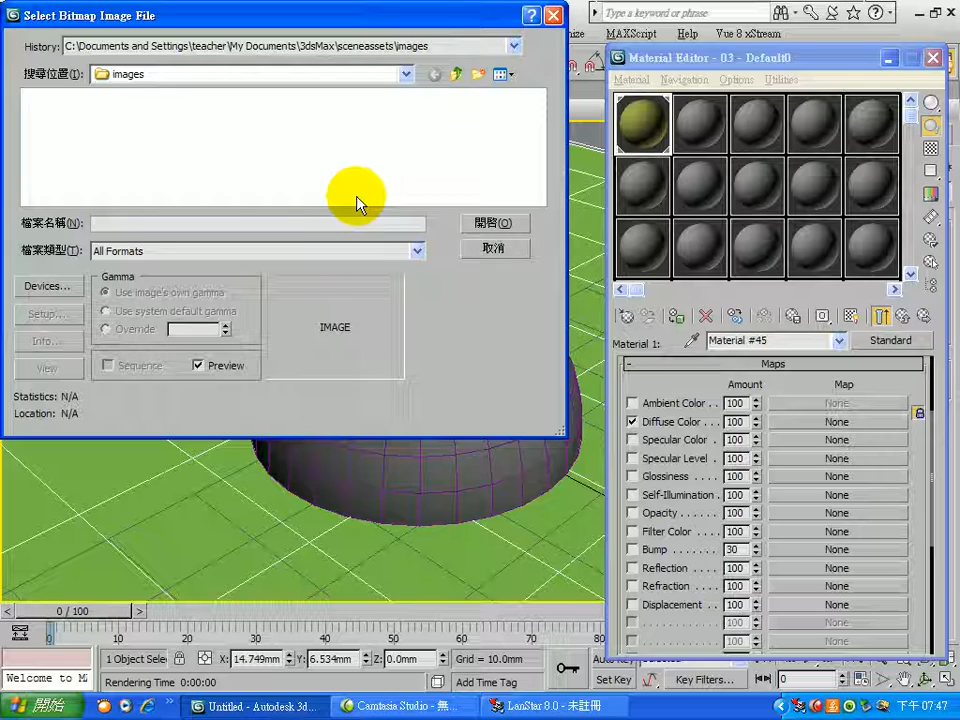 Select Bitmap Image File
History: C:\Documents and Settings\teacher\My Documents\3dsMax\sceneassets\images
搜尋位置(I): images
檔案名稱(N):
開啟(O)
檔案類型(T): All Formats
取消
Devices...
Setup...
Info...
View
Gamma
Use image's own gamma
Use system default gamma
Override
Sequence
Preview
IMAGE
Statistics: N/A
Location: N/A
Type a keyword or phrase
MAXScript Help Vue 8 xStream
Material Editor - 03 - Default0
Material Navigation Options Utilities
Material 1: Material #45 Standard
Maps
Amount Map
Ambient Color . . 100 None
Diffuse Color . . . 100 None
Specular Color . . 100 None
Specular Level . . 100 None
Glossiness . . . . 100 None
Self-Illumination . 100 None
Opacity . . . . . 100 None
Filter Color . . . . 100 None
Bump . . . . . . . 30 None
Reflection . . . . 100 None
Refraction . . . . 100 None
Displacement . . 100 None
. . . . . . . . . . . . 100 None
. . . . . . . . . . . . 100 None
0 / 100
0 10 20 30 40 50 60 70 80
1 Object Selec X: 14.749mm Y: 6.534mm Z: 0.0mm Grid = 10.0mm
Welcome to M
Rendering Time 0:00:00
Add Time Tag
Set Key
Key Filters...
0
開始
Untitled - Autodesk 3d...
Camtasia Studio - 無...
LanStar 8.0 - 未註冊
下午 07:47